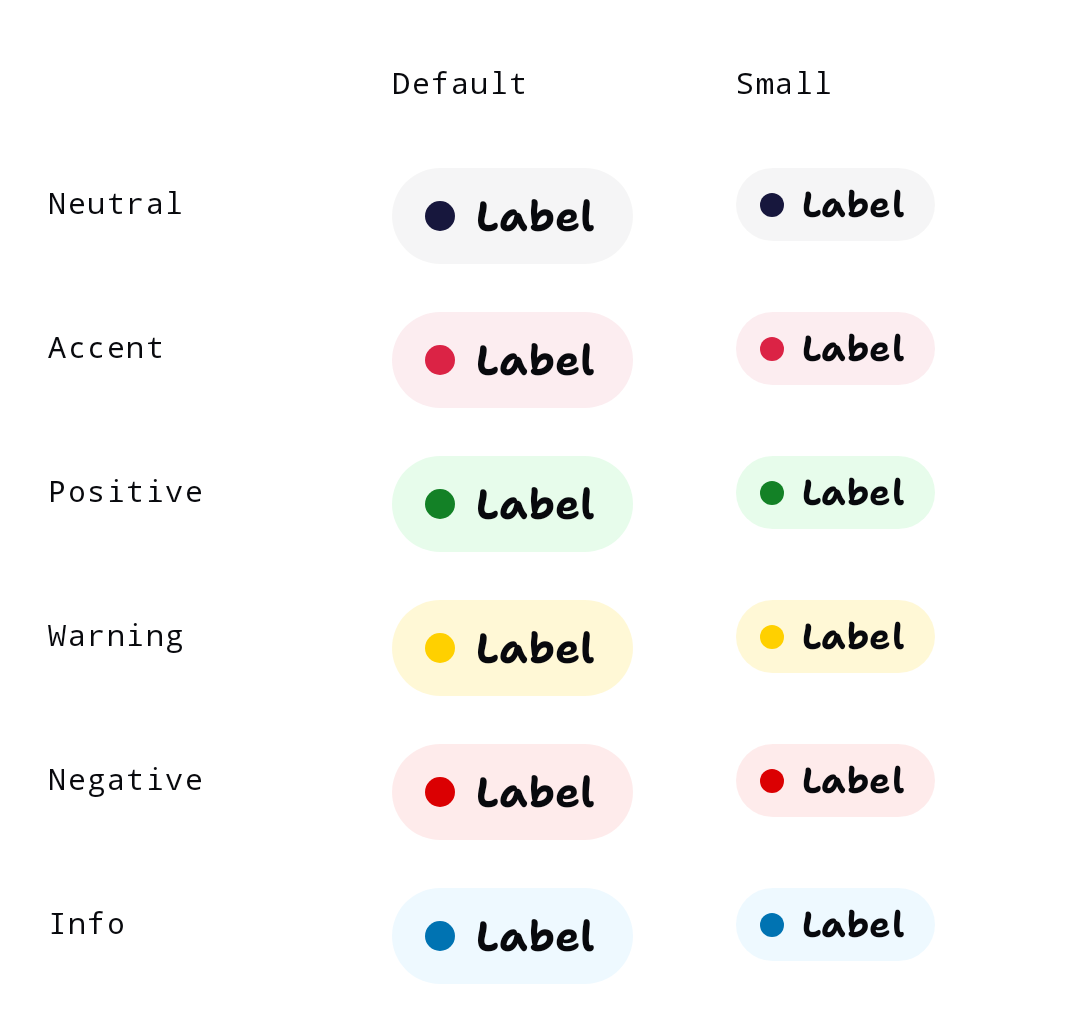 Default Small
Neutral Label Label
Accent Label Label
Positive Label Label
Warning Label Label
Negative Label Label
Info Label Label